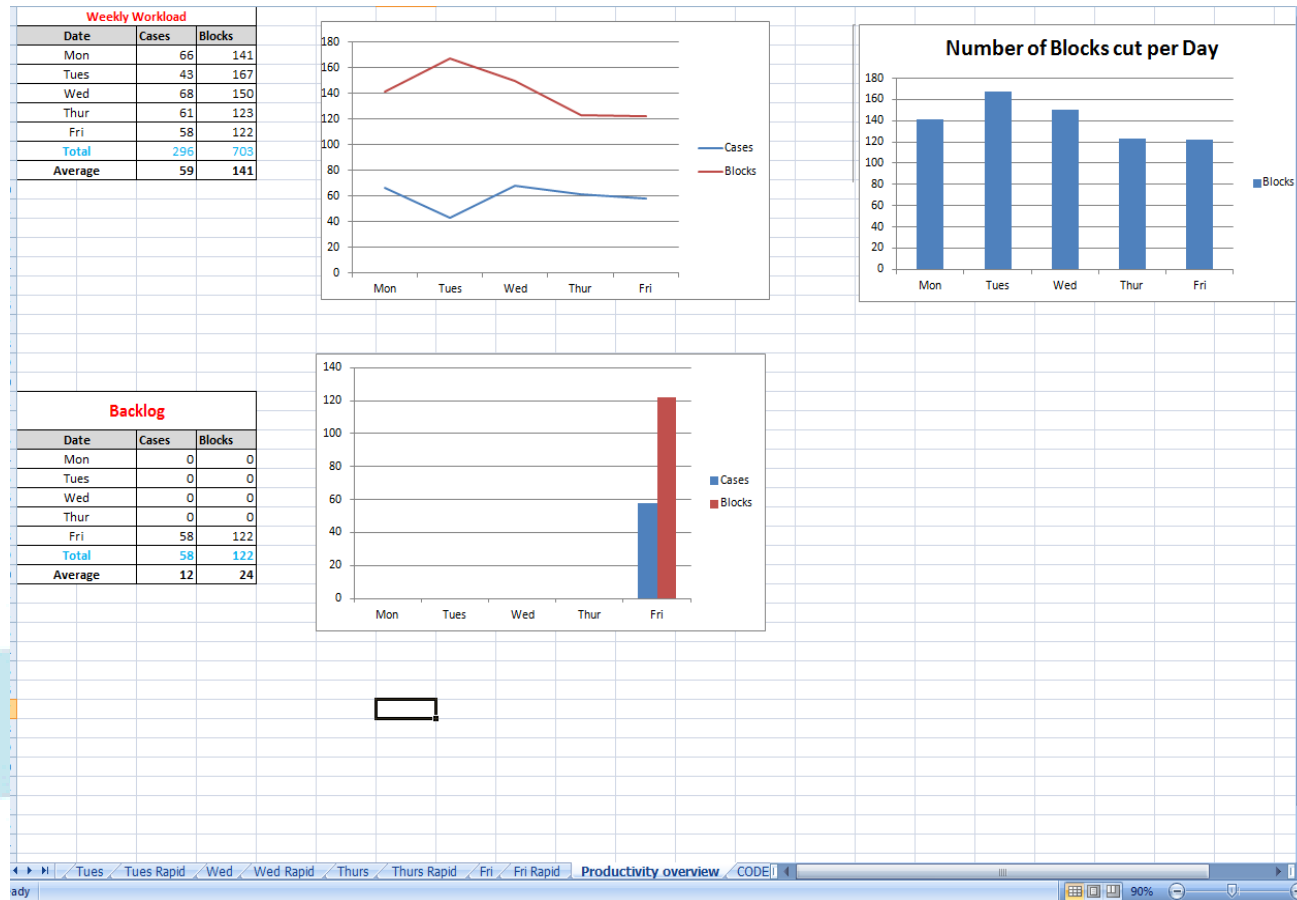 Weekly Workload
Date Cases Blocks
Mon 66 141
Tues 43 167
Wed 68 150
Thur 61 123
Fri 58 122
Total 296 703
Average 59 141
180
160
140
120
100
80
60
40
20
0
Mon Tues Wed Thur Fri
Cases
Blocks
Number of Blocks cut per Day
180
160
140
120
100
80
60
40
20
0
Mon Tues Wed Thur Fri
Blocks
Backlog
Date Cases Blocks
Mon 0 0
Tues 0 0
Wed 0 0
Thur 0 0
Fri 58 122
Total 58 122
Average 12 24
140
120
100
80
60
40
20
0
Mon Tues Wed Thur Fri
Cases
Blocks
Tues Tues Rapid Wed Wed Rapid Thurs Thurs Rapid Fri Fri Rapid Productivity overview CODE
ady 90%